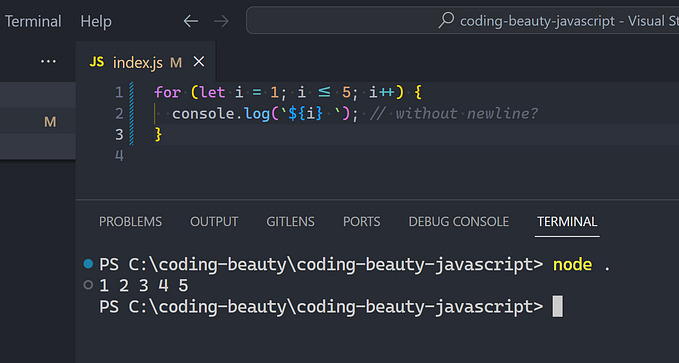 Terminal Help
coding-beauty-javascript - Visual St
...
JS index.js M
M
1 for (let i = 1; i ≤ 5; i++) {
2 console.log(`${i} `); // without newline?
3 }
4
PROBLEMS OUTPUT GITLENS PORTS DEBUG CONSOLE TERMINAL
PS C:\coding-beauty\coding-beauty-javascript> node .
1 2 3 4 5
PS C:\coding-beauty\coding-beauty-javascript>